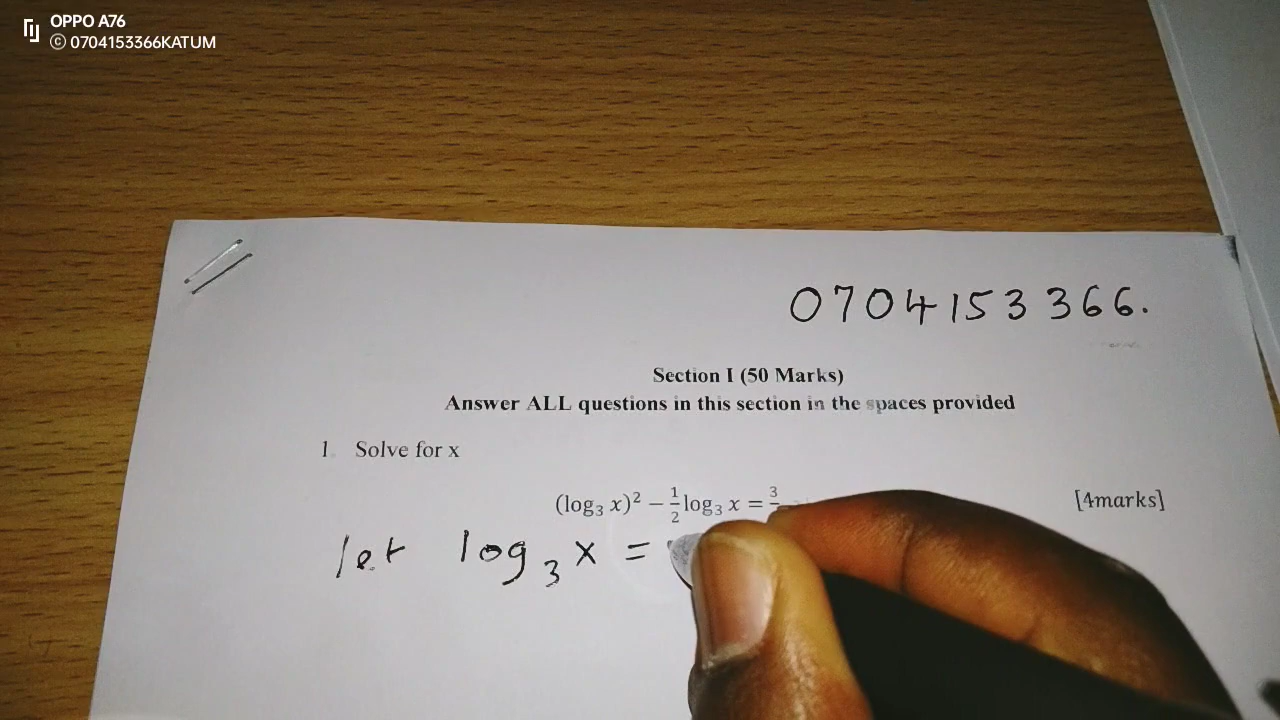 OPPO A76
© 0704153366KATUM
0704153366.
Section I (50 Marks)
Answer ALL questions in this section in the spaces provided
1 Solve for x
(log₃ x)² − 1/2 log₃ x = 3 [4marks]
let log₃ x =